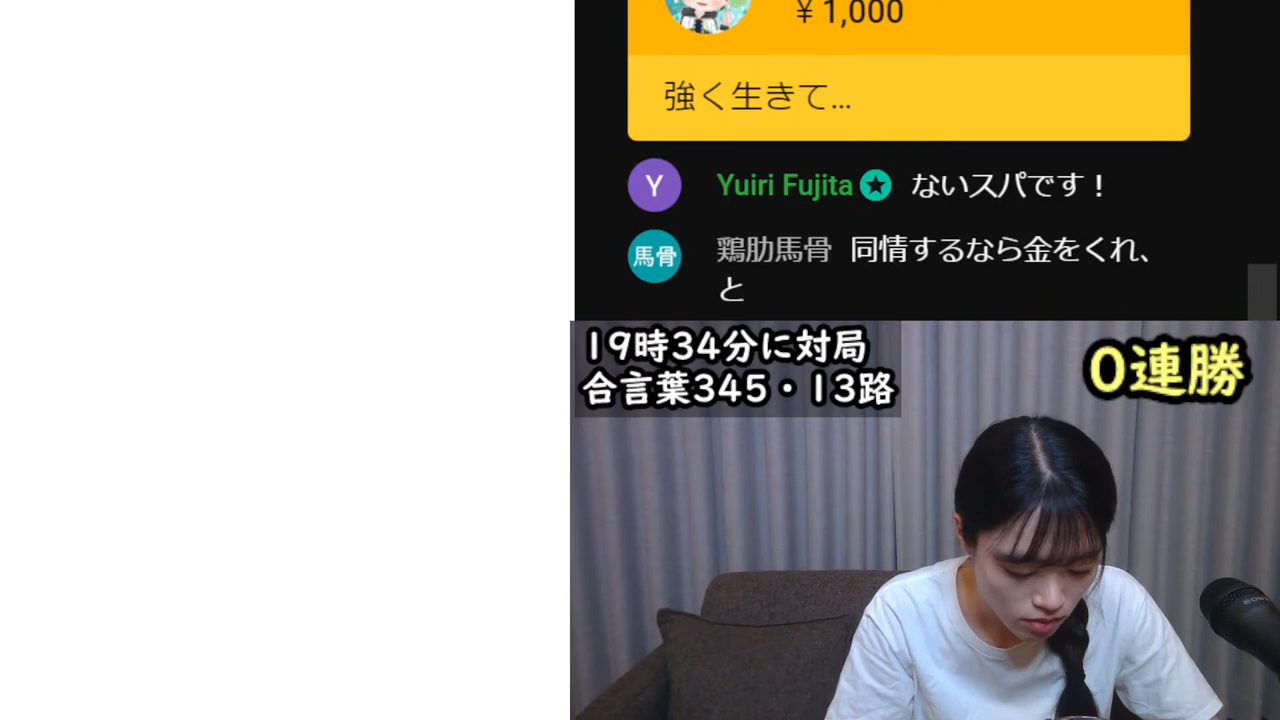 ¥ 1,000
強く生きて...
Y Yuiri Fujita ないスパです！
馬骨 鶏肋馬骨 同情するなら金をくれ、
と
19時34分に対局
合言葉345・13路
0連勝